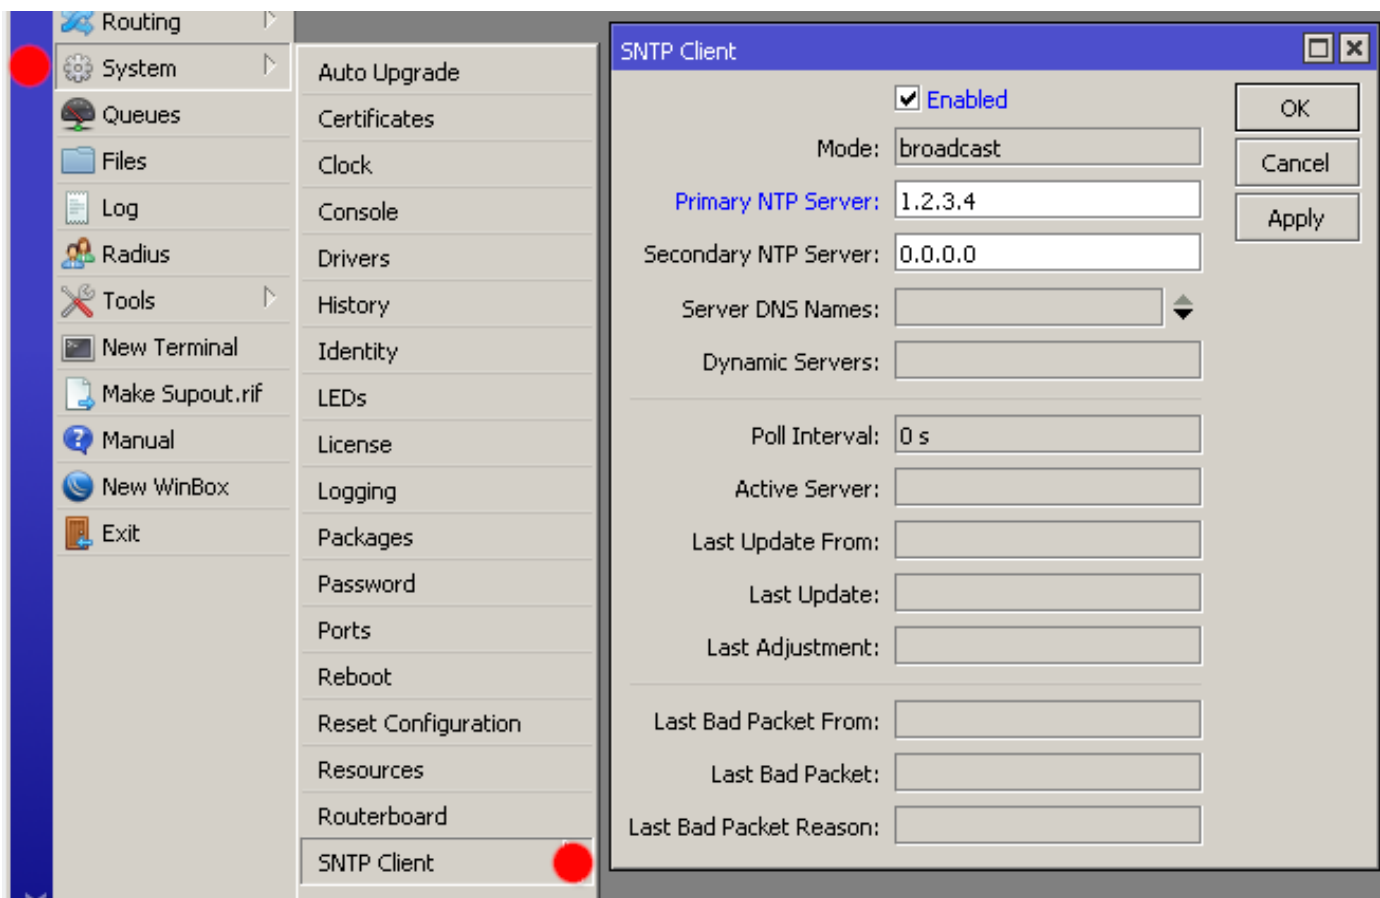 Routing
System
Queues
Files
Log
Radius
Tools
New Terminal
Make Supout.rif
Manual
New WinBox
Exit
Auto Upgrade
Certificates
Clock
Console
Drivers
History
Identity
LEDs
License
Logging
Packages
Password
Ports
Reboot
Reset Configuration
Resources
Routerboard
SNTP Client
SNTP Client
Enabled
Mode: broadcast
Primary NTP Server: 1.2.3.4
Secondary NTP Server: 0.0.0.0
Server DNS Names:
Dynamic Servers:
Poll Interval: 0 s
Active Server:
Last Update From:
Last Update:
Last Adjustment:
Last Bad Packet From:
Last Bad Packet:
Last Bad Packet Reason:
OK
Cancel
Apply